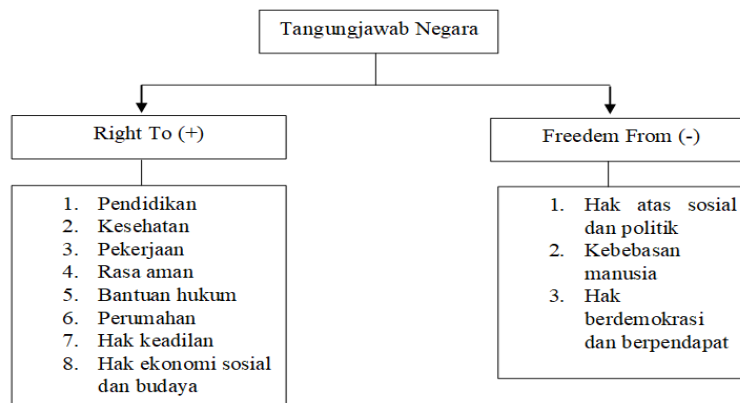 Tangungjawab Negara
Right To (+)
1. Pendidikan
2. Kesehatan
3. Pekerjaan
4. Rasa aman
5. Bantuan hukum
6. Perumahan
7. Hak keadilan
8. Hak ekonomi sosial
dan budaya
Freedem From (-)
1. Hak atas sosial
dan politik
2. Kebebasan
manusia
3. Hak
berdemokrasi
dan berpendapat